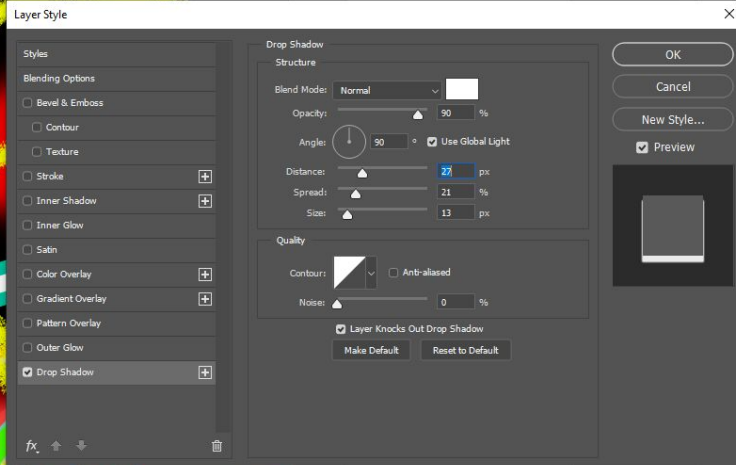 Layer Style
Styles
Blending Options
Bevel & Emboss
Contour
Texture
Stroke
Inner Shadow
Inner Glow
Satin
Color Overlay
Gradient Overlay
Pattern Overlay
Outer Glow
Drop Shadow
fx
Drop Shadow
Structure
Blend Mode: Normal
Opacity: 90 %
Angle: 90 ° Use Global Light
Distance: 27 px
Spread: 21 %
Size: 13 px
Quality
Contour: Anti-aliased
Noise: 0 %
Layer Knocks Out Drop Shadow
Make Default Reset to Default
OK
Cancel
New Style...
Preview